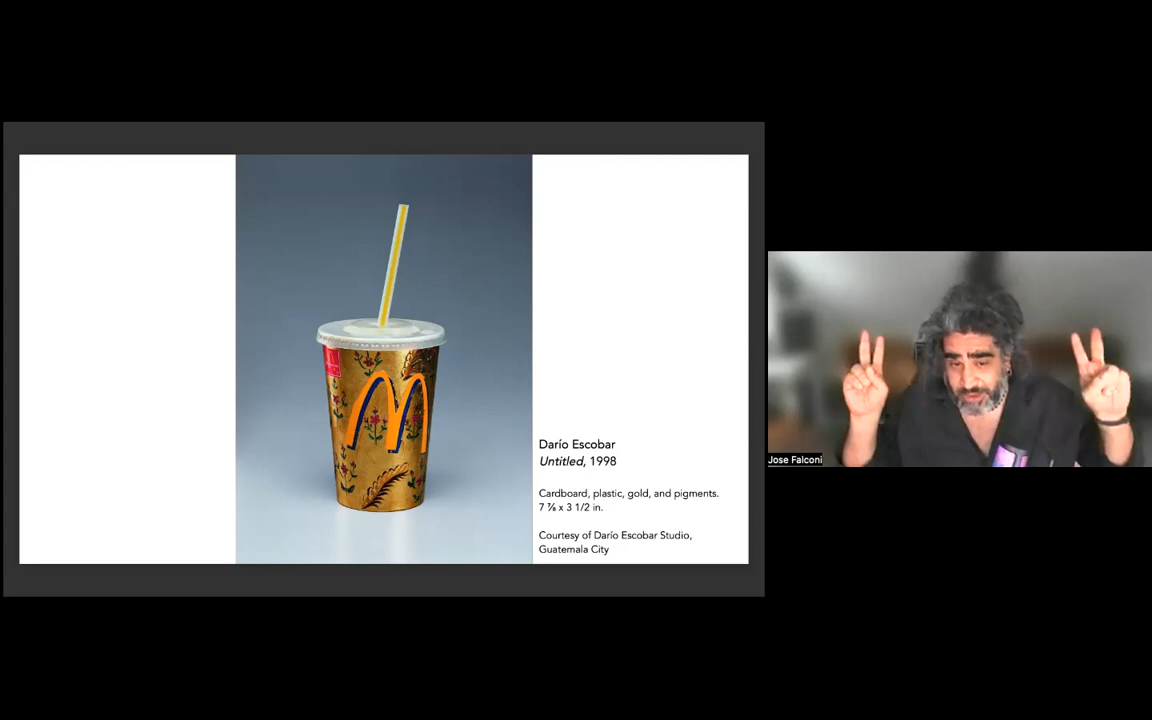 M
Darío Escobar
Untitled, 1998
Cardboard, plastic, gold, and pigments.
7 ⅞ x 3 1/2 in.
Courtesy of Darío Escobar Studio,
Guatemala City
Jose Falconi